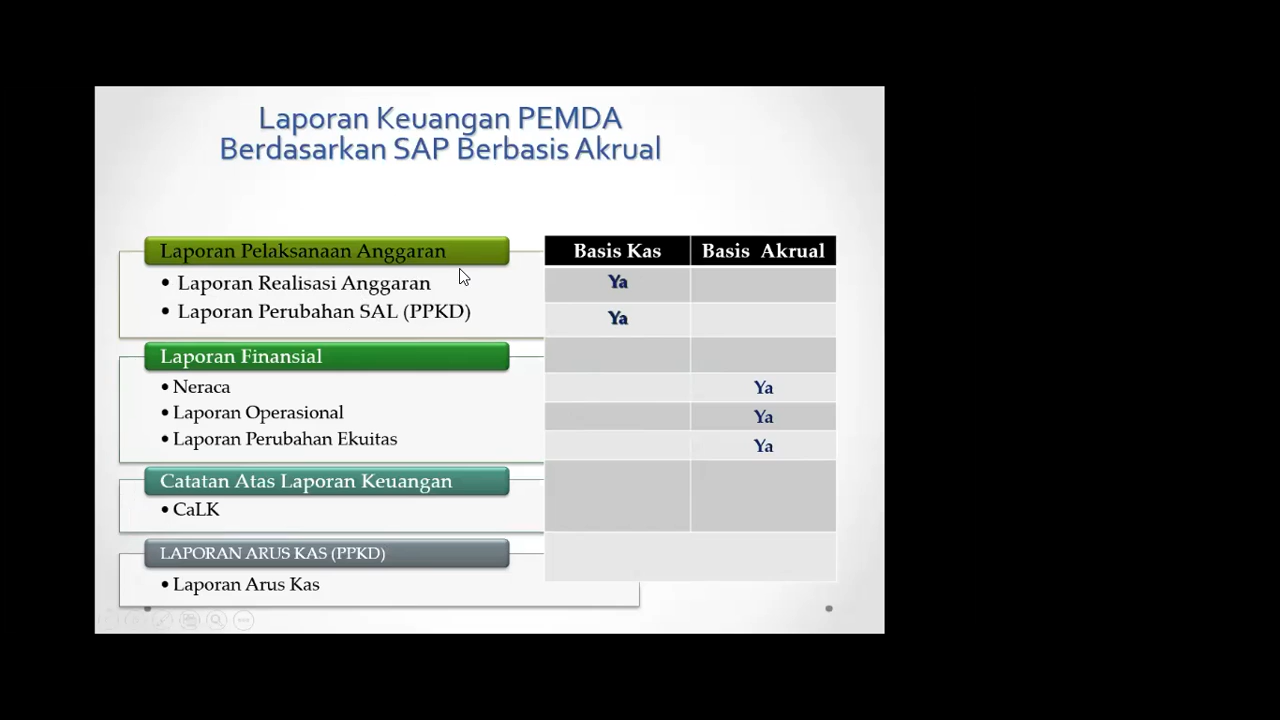 Laporan Keuangan PEMDA
Berdasarkan SAP Berbasis Akrual
Laporan Pelaksanaan Anggaran
• Laporan Realisasi Anggaran
• Laporan Perubahan SAL (PPKD)
Laporan Finansial
• Neraca
• Laporan Operasional
• Laporan Perubahan Ekuitas
Catatan Atas Laporan Keuangan
• CaLK
LAPORAN ARUS KAS (PPKD)
• Laporan Arus Kas
Basis Kas Basis Akrual
Ya
Ya
Ya
Ya
Ya